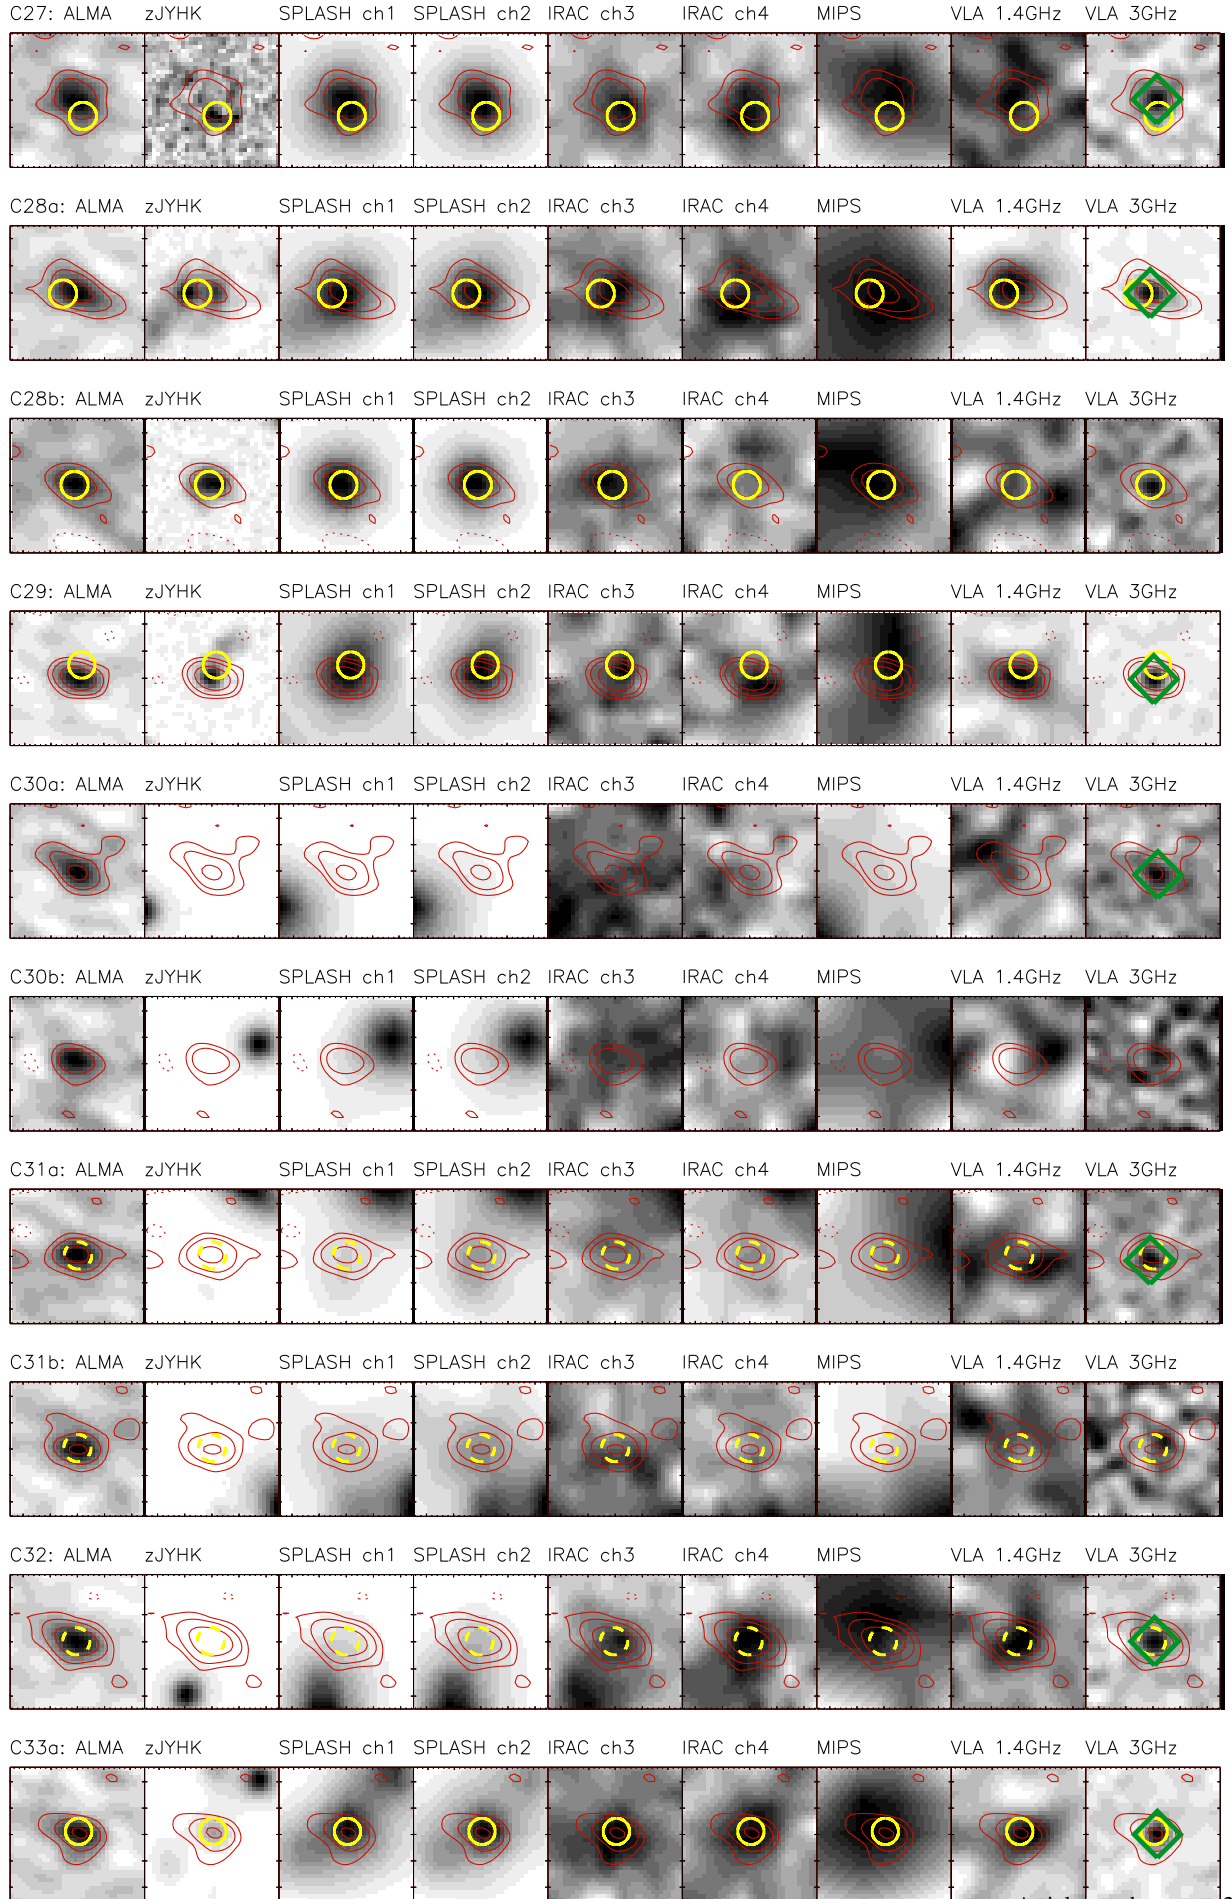 C27: ALMA zJYHK SPLASH ch1 SPLASH ch2 IRAC ch3 IRAC ch4 MIPS VLA 1.4GHz VLA 3GHz
C28a: ALMA zJYHK SPLASH ch1 SPLASH ch2 IRAC ch3 IRAC ch4 MIPS VLA 1.4GHz VLA 3GHz
C28b: ALMA zJYHK SPLASH ch1 SPLASH ch2 IRAC ch3 IRAC ch4 MIPS VLA 1.4GHz VLA 3GHz
C29: ALMA zJYHK SPLASH ch1 SPLASH ch2 IRAC ch3 IRAC ch4 MIPS VLA 1.4GHz VLA 3GHz
C30a: ALMA zJYHK SPLASH ch1 SPLASH ch2 IRAC ch3 IRAC ch4 MIPS VLA 1.4GHz VLA 3GHz
C30b: ALMA zJYHK SPLASH ch1 SPLASH ch2 IRAC ch3 IRAC ch4 MIPS VLA 1.4GHz VLA 3GHz
C31a: ALMA zJYHK SPLASH ch1 SPLASH ch2 IRAC ch3 IRAC ch4 MIPS VLA 1.4GHz VLA 3GHz
C31b: ALMA zJYHK SPLASH ch1 SPLASH ch2 IRAC ch3 IRAC ch4 MIPS VLA 1.4GHz VLA 3GHz
C32: ALMA zJYHK SPLASH ch1 SPLASH ch2 IRAC ch3 IRAC ch4 MIPS VLA 1.4GHz VLA 3GHz
C33a: ALMA zJYHK SPLASH ch1 SPLASH ch2 IRAC ch3 IRAC ch4 MIPS VLA 1.4GHz VLA 3GHz